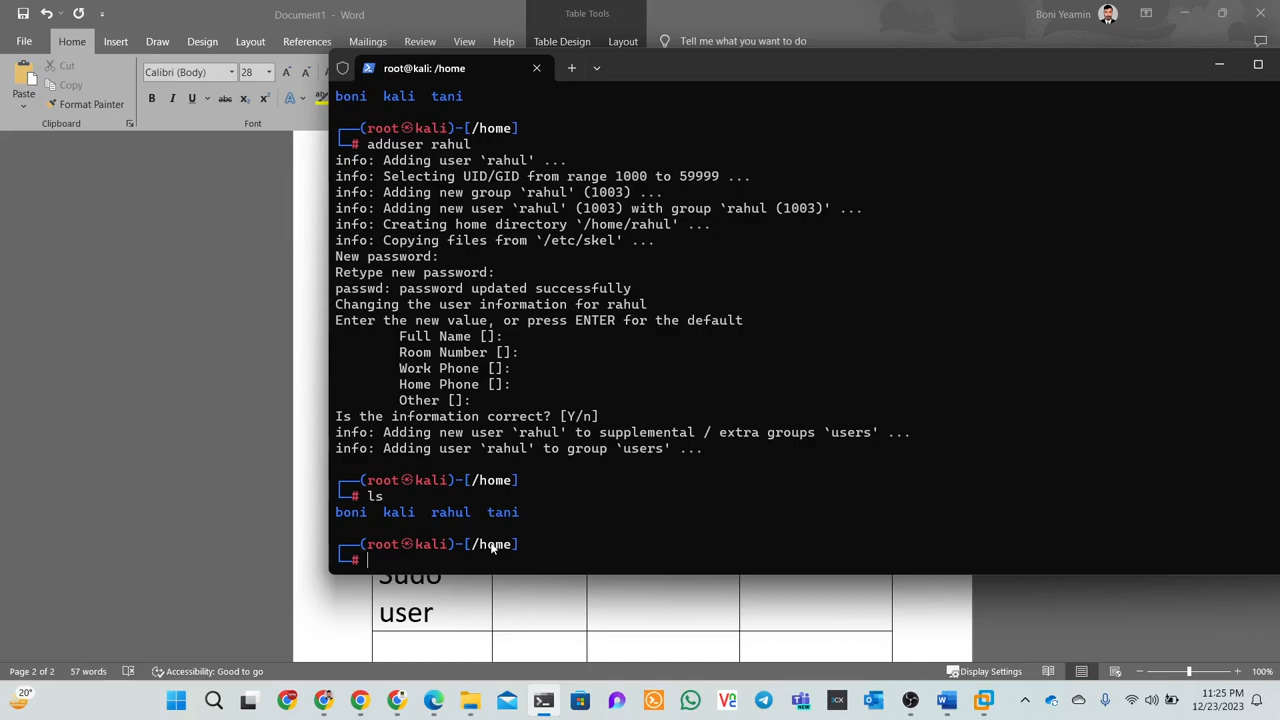 Document1 - Word
Table Tools
Boni Yeamin
File Home Insert Draw Design Layout References Mailings Review View Help Table Design Layout Tell me what you want to do
Paste
Cut
Copy
Format Painter
Clipboard
Calibri (Body) 28
B I U abc x₂ x² A
Font
root@kali: /home
boni kali tani
┌──(root㉿kali)-[/home]
└─# adduser rahul
info: Adding user `rahul' ...
info: Selecting UID/GID from range 1000 to 59999 ...
info: Adding new group `rahul' (1003) ...
info: Adding new user `rahul' (1003) with group `rahul (1003)' ...
info: Creating home directory `/home/rahul' ...
info: Copying files from `/etc/skel' ...
New password:
Retype new password:
passwd: password updated successfully
Changing the user information for rahul
Enter the new value, or press ENTER for the default
Full Name []:
Room Number []:
Work Phone []:
Home Phone []:
Other []:
Is the information correct? [Y/n]
info: Adding new user `rahul' to supplemental / extra groups `users' ...
info: Adding user `rahul' to group `users' ...
┌──(root㉿kali)-[/home]
└─# ls
boni kali rahul tani
┌──(root㉿kali)-[/home]
└─#
Sudo
user
Page 2 of 2 57 words Accessibility: Good to go Display Settings 100%
20°
11:25 PM
12/23/2023